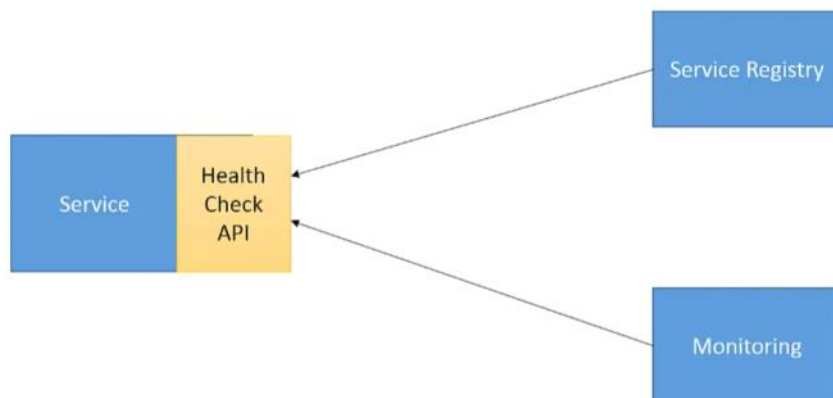 Service Registry
Service
Health
Check
API
Monitoring